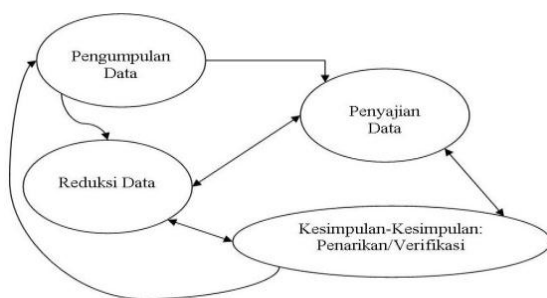 Pengumpulan
Data
Penyajian
Data
Reduksi Data
Kesimpulan-Kesimpulan:
Penarikan/Verifikasi